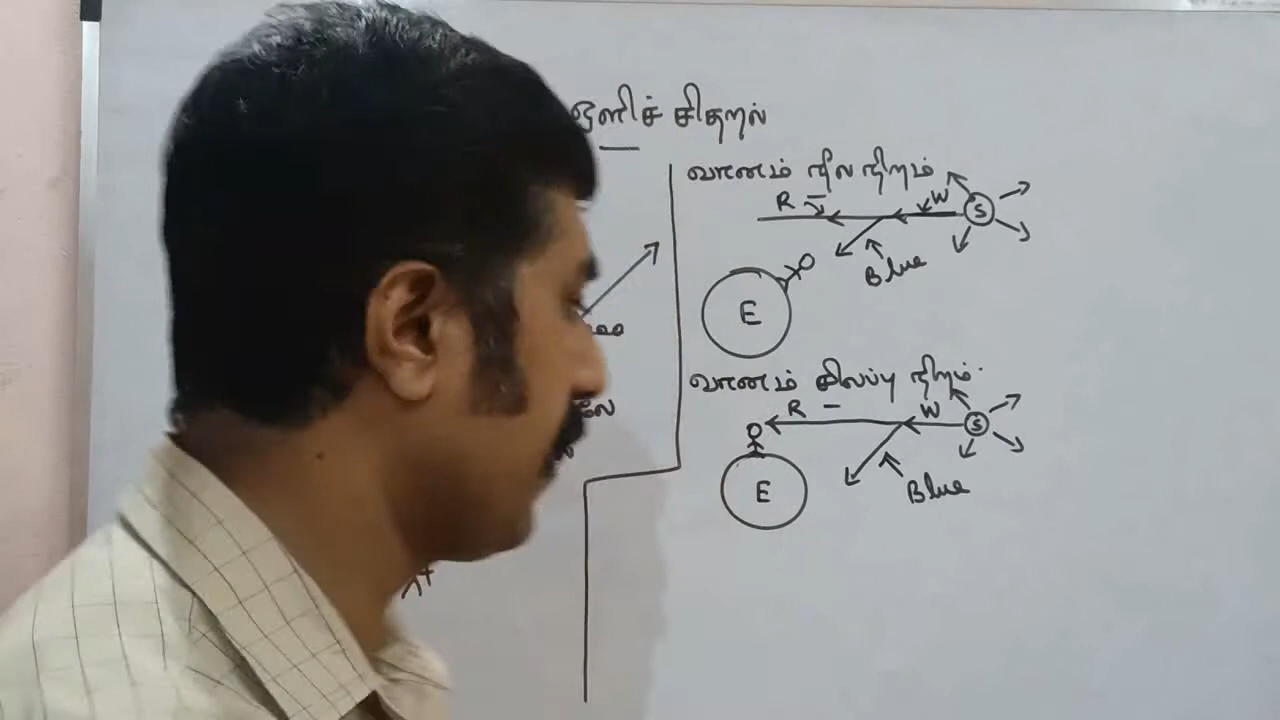 ஒளிச் சிதறல்
வானம் நீல நிறம்
R W S
Blue
E
வானம் சிவப்பு நிறம்
R W S
E
Blue